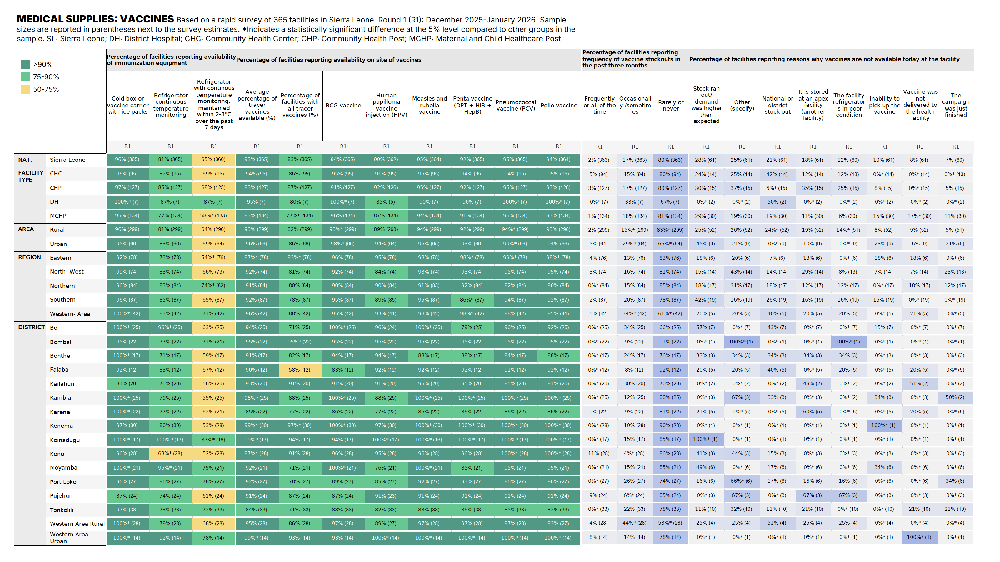 MEDICAL SUPPLIES: VACCINES Based on a rapid survey of 365 facilities in Sierra Leone. Round 1 (R1): December 2025-January 2026. Sample
sizes are reported in parentheses next to the survey estimates. *Indicates a statistically significant difference at the 5% level compared to other groups in the
sample. SL: Sierra Leone; DH: District Hospital; CHC: Community Health Center; CHP: Community Health Post; MCHP: Maternal and Child Healthcare Post.
>90%
75-90%
50-75%
Percentage of facilities reporting availability
of immunization equipment
Percentage of facilities reporting availability on site of vaccines
Percentage of facilities reporting
frequency of vaccine stockouts in
the past three months
Percentage of facilities reporting reasons why vaccines are not available today at the facility
Cold box or
vaccine carrier
with ice packs
Refrigerator
continuous
temperature
monitoring
Refrigerator
with continous
temperature
monitoring,
maintained
within 2-8°C
over the past
7 days
Average
percentage of
tracer
vaccines
available (%)
Percentage of
facilities with
all tracer
vaccines (%)
BCG vaccine
Human
papilloma
vaccine
injection (HPV)
Measles and
rubella
vaccine
Penta vaccine
(DPT + HiB +
HepB)
Pneumococcal
vaccine (PCV)
Polio vaccine
Frequently
or all of the
time
Occasionall
y /sometim
es
Rarely or
never
Stock ran
out/
demand
was higher
than
expected
Other
(specify)
National or
district
stock out
It is stored
at an apex
facility
(another
facility)
The facility
refrigerator
is in poor
condition
Inability to
pick up the
vaccine
Vaccine was
not
delivered to
the health
facility
The
campaign
was just
finished
R1 R1 R1 R1 R1 R1 R1 R1 R1 R1 R1 R1 R1 R1 R1 R1 R1 R1 R1 R1 R1 R1
NAT. Sierra Leone 96% (365) 81% (365) 65% (360) 93% (365) 83% (365) 94% (365) 90% (362) 95% (364) 92% (365) 95% (365) 94% (364) 2% (363) 17% (363) 80% (363) 28% (61) 25% (61) 21% (61) 18% (61) 12% (60) 10% (61) 8% (61) 7% (60)
FACILITY
TYPE
CHC 96% (95) 82% (95) 69% (95) 94% (95) 86% (95) 95% (95) 91% (95) 95% (95) 94% (95) 94% (95) 95% (95) 5% (94) 15% (94) 80% (94) 24% (14) 25% (14) 42% (14) 12% (14) 12% (13) 0%* (14) 0%* (14) 0%* (13)
CHP 97% (127) 85% (127) 68% (125) 93% (127) 87% (127) 91% (127) 92% (126) 95% (127) 92% (127) 95% (127) 93% (126) 3% (127) 17% (127) 80% (127) 30% (15) 37% (15) 6%* (15) 35% (15) 25% (15) 8% (15) 0%* (15) 5% (15)
DH 100%* (7) 87% (7) 87% (7) 95% (7) 80% (7) 100%* (7) 85% (5) 90% (7) 90% (7) 100%* (7) 100%* (7) 0%* (7) 33% (7) 67% (7) 0%* (2) 0%* (2) 50% (2) 0%* (2) 0%* (2) 0%* (2) 0%* (2) 0%* (2)
MCHP 95% (134) 77% (134) 58%* (133) 93% (134) 77%* (134) 96% (134) 87% (134) 94% (134) 91% (134) 96% (134) 93% (134) 1% (134) 18% (134) 81% (134) 29% (30) 19% (30) 19% (30) 11% (30) 6% (30) 15% (30) 17%* (30) 11% (30)
AREA Rural 96% (299) 81% (299) 64% (296) 93% (299) 82% (299) 93%* (299) 89% (298) 94% (299) 92% (299) 94%* (299) 93% (298) 2% (299) 15%* (299) 83%* (299) 25% (52) 26% (52) 24%* (52) 19% (52) 14%* (51) 8% (52) 9% (52) 5% (51)
Urban 95% (66) 83% (66) 69% (64) 96% (66) 86% (66) 98%* (66) 94% (64) 96% (65) 93% (66) 99%* (66) 94% (66) 5% (64) 29%* (64) 66%* (64) 45% (9) 21% (9) 0%* (9) 10% (9) 0%* (9) 23% (9) 6% (9) 21% (9)
REGION Eastern 92% (78) 73% (78) 54%* (76) 97%* (78) 93%* (78) 96% (78) 95% (78) 98% (78) 98%* (78) 99%* (78) 98%* (78) 4% (76) 13% (76) 83% (76) 18% (6) 20% (6) 7% (6) 18% (6) 0%* (6) 18% (6) 18% (6) 0%* (6)
North- West 99% (74) 83% (74) 66% (73) 92% (74) 81% (74) 92% (74) 84% (74) 93% (74) 93% (74) 95% (74) 95% (74) 3% (74) 16% (74) 81% (74) 15% (14) 43% (14) 14% (14) 29% (14) 8% (13) 7% (14) 7% (14) 23% (13)
Northern 96% (84) 83% (84) 74%* (82) 91% (84) 80% (84) 90% (84) 90% (84) 91% (83) 92% (84) 92% (84) 90% (84) 0%* (84) 15% (84) 85% (84) 18% (17) 31% (17) 18% (17) 12% (17) 12% (17) 0%* (17) 18% (17) 12% (17)
Southern 96% (87) 85% (87) 65% (87) 92% (87) 78% (87) 95% (87) 89% (85) 95% (87) 86%* (87) 94% (87) 92% (87) 2% (87) 20% (87) 78% (87) 42% (19) 16% (19) 26% (19) 16% (19) 16% (19) 16% (19) 0%* (19) 0%* (19)
Western- Area 100%* (42) 83% (42) 71% (42) 96% (42) 88% (42) 95% (42) 93% (41) 98% (42) 98%* (42) 98% (42) 95% (41) 5% (42) 34%* (42) 61%* (42) 20% (5) 20% (5) 40% (5) 20% (5) 20% (5) 0%* (5) 21% (5) 0%* (5)
DISTRICT Bo 100%* (25) 96%* (25) 63% (25) 94% (25) 71% (25) 100%* (25) 96% (24) 100%* (25) 79% (25) 96% (25) 92% (25) 0%* (25) 34% (25) 66% (25) 57% (7) 0%* (7) 43% (7) 0%* (7) 0%* (7) 15% (7) 0%* (7) 0%* (7)
Bombali 95% (22) 77% (22) 71% (21) 95% (22) 95%* (22) 95% (22) 95% (22) 95% (22) 95% (22) 95% (22) 95% (22) 0%* (22) 9% (22) 91% (22) 0%* (1) 100%* (1) 0%* (1) 0%* (1) 100%* (1) 0%* (1) 0%* (1) 0%* (1)
Bonthe 100%* (17) 71% (17) 59% (17) 91% (17) 82% (17) 94% (17) 94% (17) 88% (17) 88% (17) 94% (17) 88% (17) 0%* (17) 24% (17) 76% (17) 33% (3) 34% (3) 34% (3) 34% (3) 34% (3) 0%* (3) 0%* (3) 0%* (3)
Falaba 92% (12) 83% (12) 67% (12) 90% (12) 58% (12) 83% (12) 92% (12) 92% (12) 92% (12) 91% (12) 92% (12) 0%* (12) 8% (12) 92% (12) 20% (5) 20% (5) 40% (5) 0%* (5) 20% (5) 0%* (5) 20% (5) 0%* (5)
Kailahun 81% (20) 76% (20) 56% (20) 93% (20) 91% (20) 91% (20) 91% (20) 95% (20) 95% (20) 95% (20) 91% (20) 0%* (20) 30% (20) 70% (20) 0%* (2) 0%* (2) 0%* (2) 49% (2) 0%* (2) 0%* (2) 51% (2) 0%* (2)
Kambia 100%* (25) 79% (25) 55% (25) 98%* (25) 88% (25) 100%* (25) 88% (25) 100%* (25) 100%* (25) 100%* (25) 100%* (25) 0%* (25) 12% (25) 88% (25) 0%* (3) 67% (3) 33% (3) 0%* (3) 0%* (2) 34% (3) 0%* (3) 50% (2)
Karene 100%* (22) 77% (22) 62% (21) 85% (22) 77% (22) 86% (22) 77% (22) 86% (22) 86% (22) 86% (22) 86% (22) 9% (22) 9% (22) 81% (22) 21% (5) 0%* (5) 0%* (5) 60% (5) 0%* (5) 0%* (5) 20% (5) 0%* (5)
Kenema 97% (30) 80% (30) 53% (28) 99%* (30) 97%* (30) 100%* (30) 97% (30) 100%* (30) 100%* (30) 100%* (30) 100%* (30) 0%* (28) 10% (28) 90% (28) 0%* (1) 0%* (1) 0%* (1) 0%* (1) 0%* (1) 100%* (1) 0%* (1) 0%* (1)
Koinadugu 100%* (17) 100%* (17) 87%* (16) 99%* (17) 94% (17) 94% (17) 100%* (17) 100%* (16) 100%* (17) 100%* (17) 100%* (17) 0%* (17) 15% (17) 85% (17) 100%* (1) 0%* (1) 0%* (1) 0%* (1) 0%* (1) 0%* (1) 0%* (1) 0%* (1)
Kono 96% (28) 63%* (28) 52% (28) 97%* (28) 91% (28) 96% (28) 95% (28) 96% (28) 96% (28) 100%* (28) 100%* (28) 11% (28) 4%* (28) 86% (28) 41% (3) 44% (3) 15% (3) 0%* (3) 0%* (3) 0%* (3) 0%* (3) 0%* (3)
Moyamba 100%* (21) 95%* (21) 75% (21) 92% (21) 71% (21) 100%* (21) 76% (21) 100%* (21) 85% (21) 95% (21) 95% (21) 0%* (21) 15% (21) 85% (21) 49% (6) 0%* (6) 17% (6) 0%* (6) 0%* (6) 34% (6) 0%* (6) 0%* (6)
Port Loko 96% (27) 90% (27) 78% (27) 92% (27) 78% (27) 89% (27) 85% (27) 92% (27) 93% (27) 96% (27) 96% (27) 0%* (27) 26% (27) 74% (27) 16% (6) 66%* (6) 17% (6) 16% (6) 16% (6) 0%* (6) 0%* (6) 34% (6)
Pujehun 87% (24) 74% (24) 61% (24) 91% (24) 87% (24) 87% (24) 91% (23) 91% (24) 91% (24) 91% (24) 91% (24) 9% (24) 6%* (24) 85% (24) 0%* (3) 67% (3) 0%* (3) 67% (3) 67% (3) 0%* (3) 0%* (3) 0%* (3)
Tonkolili 97% (33) 78% (33) 72% (33) 84% (33) 71% (33) 88% (33) 82% (33) 83% (33) 86% (33) 85% (33) 82% (33) 0%* (33) 22% (33) 78% (33) 11% (10) 32% (10) 11% (10) 21% (10) 0%* (10) 0%* (10) 21% (10) 21% (10)
Western Area Rural 100%* (28) 79% (28) 68% (28) 95% (28) 86% (28) 97% (28) 89% (27) 97% (28) 97% (28) 97% (28) 93% (27) 4% (28) 44%* (28) 53%* (28) 25% (4) 25% (4) 51% (4) 25% (4) 25% (4) 0%* (4) 0%* (4) 0%* (4)
Western Area
Urban
100%* (14) 92% (14) 78% (14) 99%* (14) 93% (14) 93% (14) 100%* (14) 100%* (14) 100%* (14) 100%* (14) 100%* (14) 8% (14) 14% (14) 78% (14) 0%* (1) 0%* (1) 0%* (1) 0%* (1) 0%* (1) 0%* (1) 100%* (1) 0%* (1)